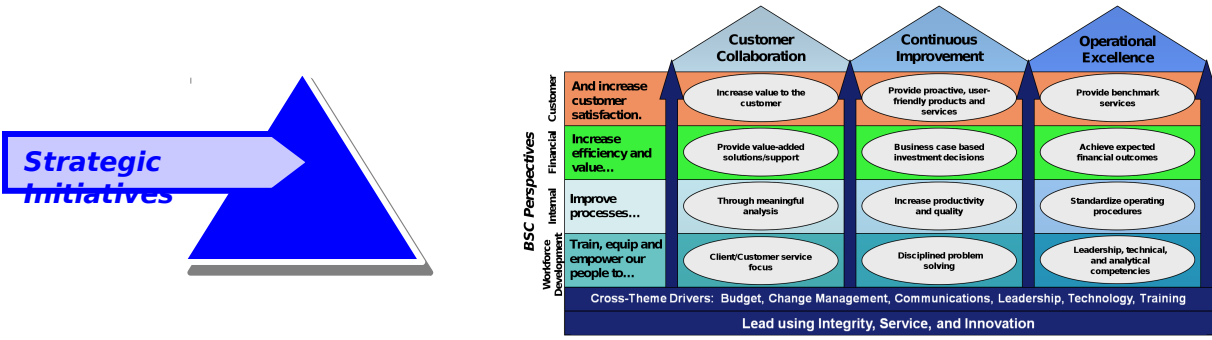 Strategic
Initiatives
Customer
Collaboration
Continuous
Improvement
Operational
Excellence
BSC Perspectives
Customer
And increase
customer
satisfaction.
Increase value to the
customer
Provide proactive, user-
friendly products and
services
Provide benchmark
services
Financial
Increase
efficiency and
value...
Provide value-added
solutions/support
Business case based
investment decisions
Achieve expected
financial outcomes
Internal
Improve
processes...
Through meaningful
analysis
Increase productivity
and quality
Standardize operating
procedures
Workforce
Development
Train, equip and
empower our
people to...
Client/Customer service
focus
Disciplined problem
solving
Leadership, technical,
and analytical
competencies
Cross-Theme Drivers: Budget, Change Management, Communications, Leadership, Technology, Training
Lead using Integrity, Service, and Innovation